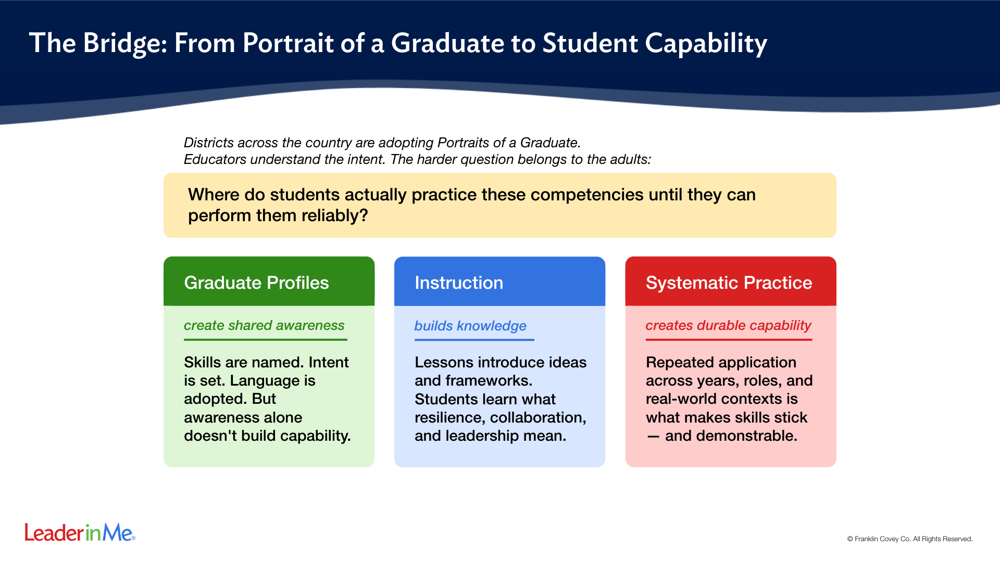 The Bridge: From Portrait of a Graduate to Student Capability
Districts across the country are adopting Portraits of a Graduate.
Educators understand the intent. The harder question belongs to the adults:
Where do students actually practice these competencies until they can
perform them reliably?
Graduate Profiles
create shared awareness
Skills are named. Intent
is set. Language is
adopted. But
awareness alone
doesn't build capability.
Instruction
builds knowledge
Lessons introduce ideas
and frameworks.
Students learn what
resilience, collaboration,
and leadership mean.
Systematic Practice
creates durable capability
Repeated application
across years, roles, and
real-world contexts is
what makes skills stick
— and demonstrable.
LeaderinMe®
© Franklin Covey Co. All Rights Reserved.